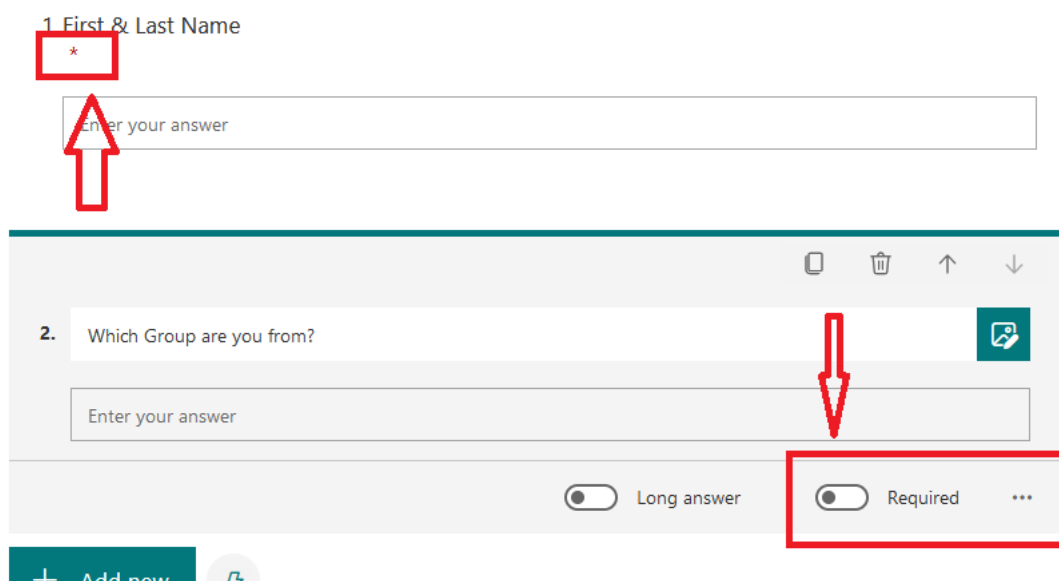 1 First & Last Name
*
Enter your answer
2. Which Group are you from?
Enter your answer
Long answer
Required
Add new